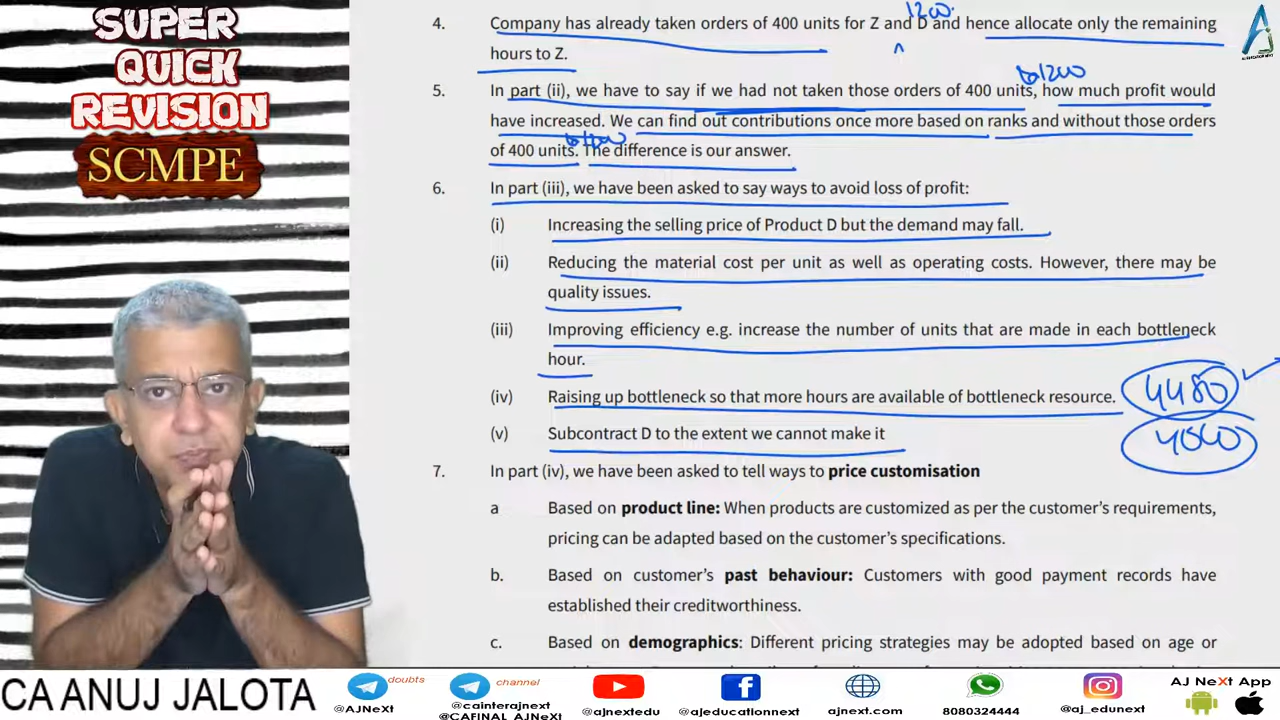 SUPER
QUICK
REVISION
SCMPE
1200
4. Company has already taken orders of 400 units for Z and D and hence allocate only the remaining
hours to Z.
1200
5. In part (ii), we have to say if we had not taken those orders of 400 units, how much profit would
have increased. We can find out contributions once more based on ranks and without those orders
of 400 units. The difference is our answer.
6. In part (iii), we have been asked to say ways to avoid loss of profit:
(i) Increasing the selling price of Product D but the demand may fall.
(ii) Reducing the material cost per unit as well as operating costs. However, there may be
quality issues.
(iii) Improving efficiency e.g. increase the number of units that are made in each bottleneck
hour.
(iv) Raising up bottleneck so that more hours are available of bottleneck resource.
4480
(v) Subcontract D to the extent we cannot make it
7. In part (iv), we have been asked to tell ways to price customisation
a Based on product line: When products are customized as per the customer's requirements,
pricing can be adapted based on the customer's specifications.
b. Based on customer's past behaviour: Customers with good payment records have
established their creditworthiness.
c. Based on demographics: Different pricing strategies may be adopted based on age or
CA ANUJ JALOTA
doubts
@AJNeXt
channel
@cainterajnext
@CAFINAL_AJNeXt
@ajnextedu
@ajeducationnext
ajnext.com
8080324444
@aj_edunext
AJ NeXt App